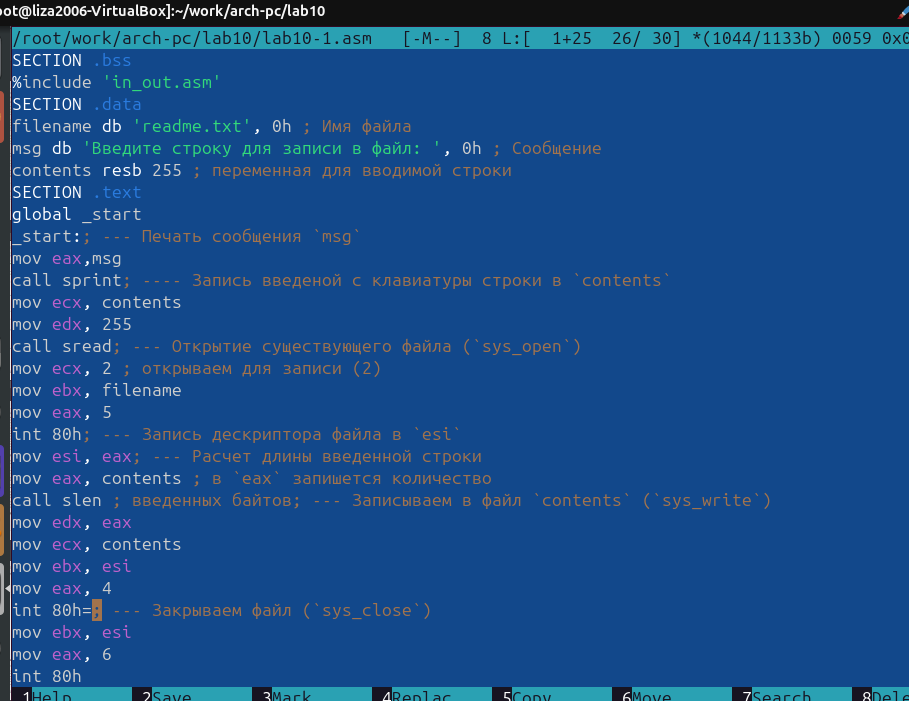 oot@liza2006-VirtualBox]:~/work/arch-pc/lab10
/root/work/arch-pc/lab10/lab10-1.asm   [-M--]  8 L:[  1+25  26/ 30] *(1044/1133b) 0059 0x0
SECTION .bss
%include 'in_out.asm'
SECTION .data
filename db 'readme.txt', 0h ; Имя файла
msg db 'Введите строку для записи в файл: ', 0h ; Сообщение
contents resb 255 ; переменная для вводимой строки
SECTION .text
global _start
_start:; --- Печать сообщения `msg`
mov eax,msg
call sprint; ---- Запись введеной с клавиатуры строки в `contents`
mov ecx, contents
mov edx, 255
call sread; --- Открытие существующего файла (`sys_open`)
mov ecx, 2 ; открываем для записи (2)
mov ebx, filename
mov eax, 5
int 80h; --- Запись дескриптора файла в `esi`
mov esi, eax; --- Расчет длины введенной строки
mov eax, contents ; в `eax` запишется количество
call slen ; введенных байтов; --- Записываем в файл `contents` (`sys_write`)
mov edx, eax
mov ecx, contents
mov ebx, esi
mov eax, 4
int 80h=; --- Закрываем файл (`sys_close`)
mov ebx, esi
mov eax, 6
int 80h
1Help 2Save 3Mark 4Replac 5Copy 6Move 7Search 8Dele